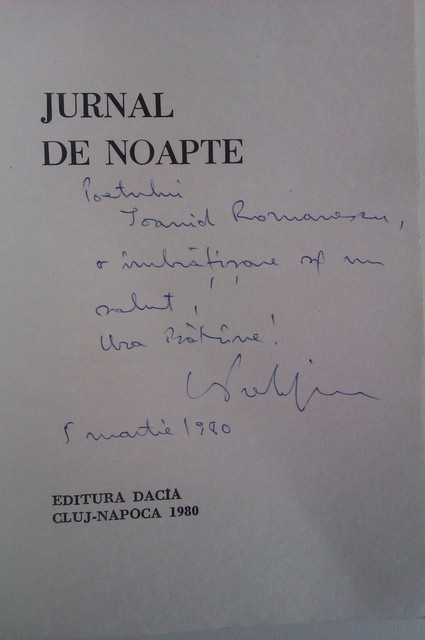 JURNAL
DE NOAPTE
Poetului
Ioanid Romanescu,
o îmbrățișare și un
salut,
5 martie 1980
EDITURA DACIA
CLUJ-NAPOCA 1980